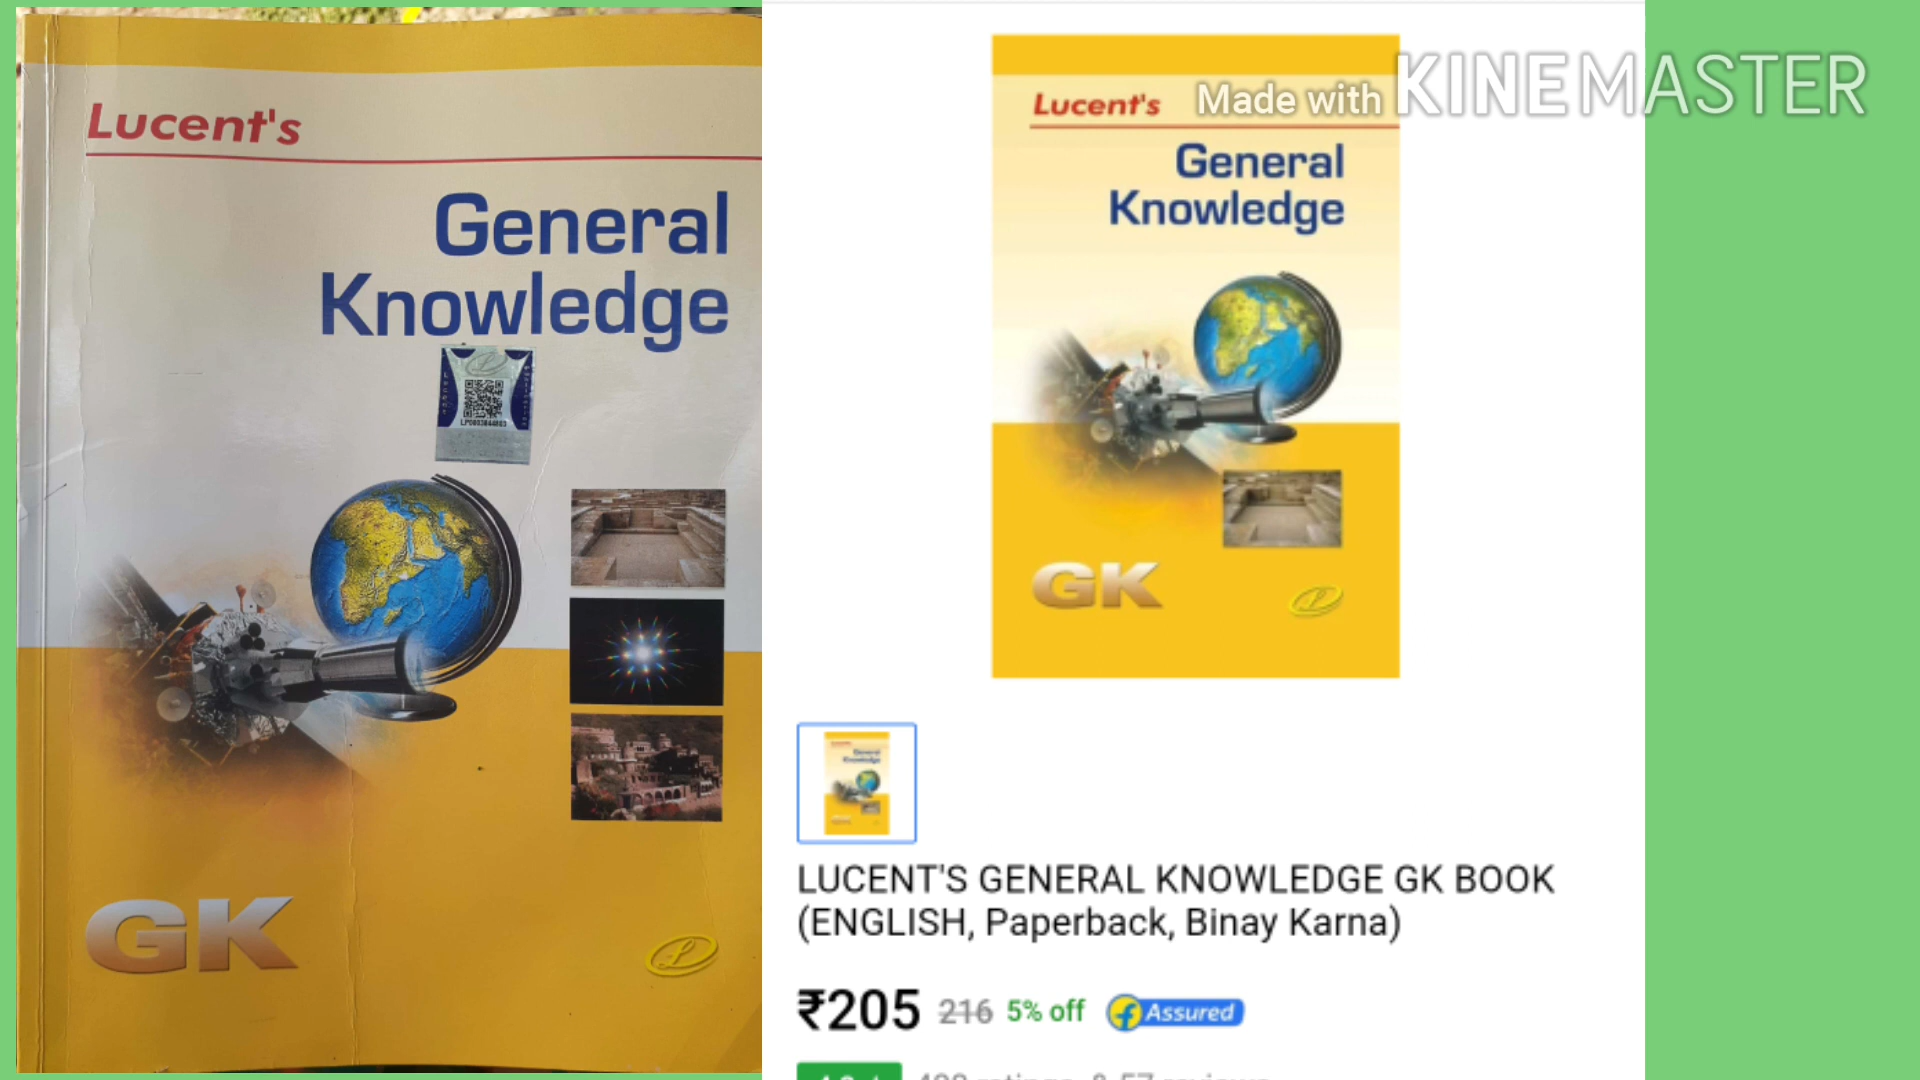 Lucent's
General
Knowledge
LP0003844803
GK
Made with KINEMASTER
Lucent's
General
Knowledge
GK
LUCENT'S GENERAL KNOWLEDGE GK BOOK
(ENGLISH, Paperback, Binay Karna)
₹205 216 5% off Assured